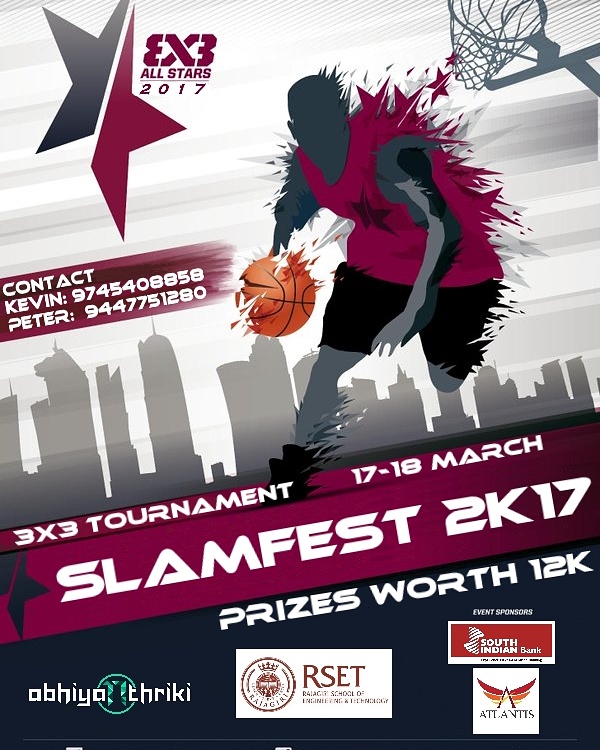 3X3
ALL STARS
2017
CONTACT
KEVIN: 9745408858
PETER: 9447751280
3X3 TOURNAMENT
17-18 MARCH
SLAMFEST 2K17
PRIZES WORTH 12K
EVENT SPONSORS
SOUTH
INDIAN Bank
abhiyanthriki
RAJAGIRI
RSET
RAJAGIRI SCHOOL OF
ENGINEERING & TECHNOLOGY
ATLANTIS